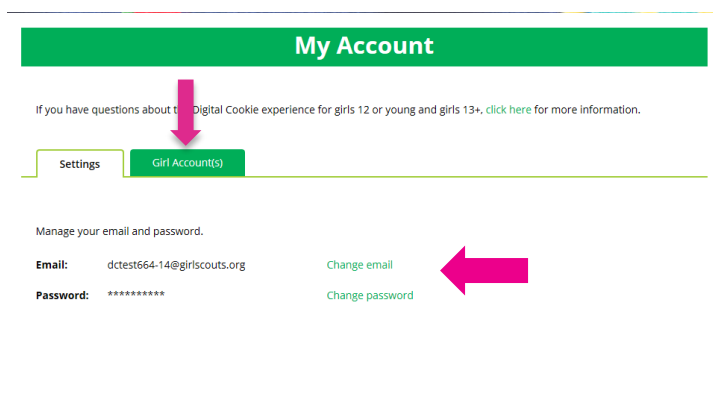 My Account
If you have questions about t Digital Cookie experience for girls 12 or young and girls 13+, click here for more information.
Settings
Girl Account(s)
Manage your email and password.
Email: dctest664-14@girlscouts.org Change email
Password: ********** Change password